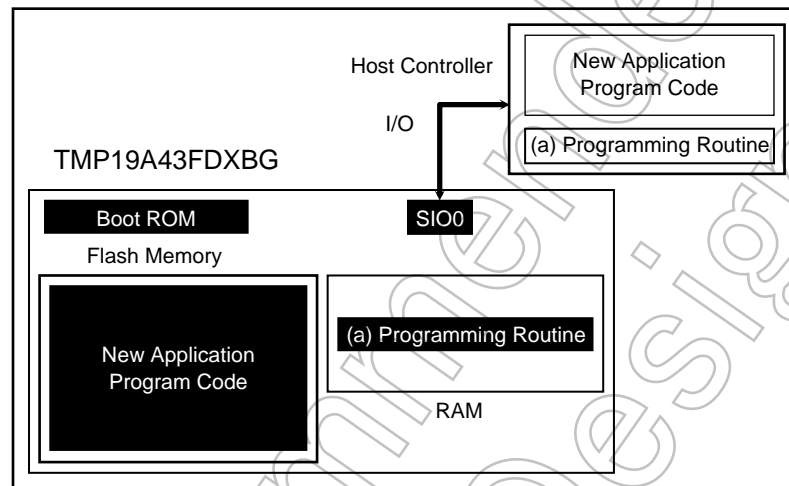 New Application
Program Code
Host Controller
I/O
(a) Programming Routine
TMP19A43FDXBG
Boot ROM
SIO0
Flash Memory
New Application
Program Code
(a) Programming Routine
RAM